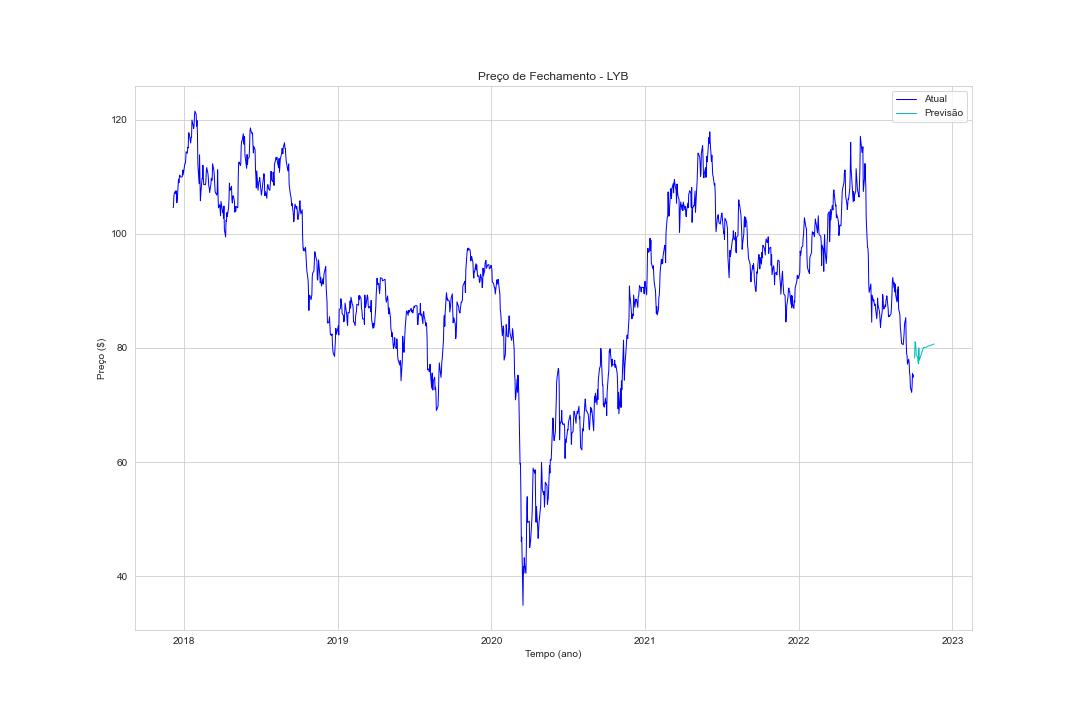 Preço de Fechamento - LYB
Atual
Previsão
120
100
80
60
40
Preço ($)
2018
2019
2020
2021
2022
2023
Tempo (ano)